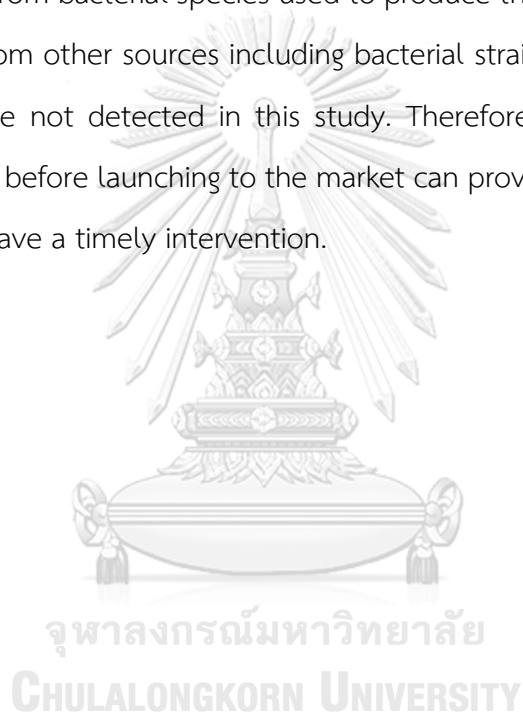 from bacterial species used to produce th
om other sources including bacterial strai
e not detected in this study. Therefore
before launching to the market can prov
ave a timely intervention.
จุฬาลงกรณ์มหาวิทยาลัย
CHULALONGKORN UNIVERSITY